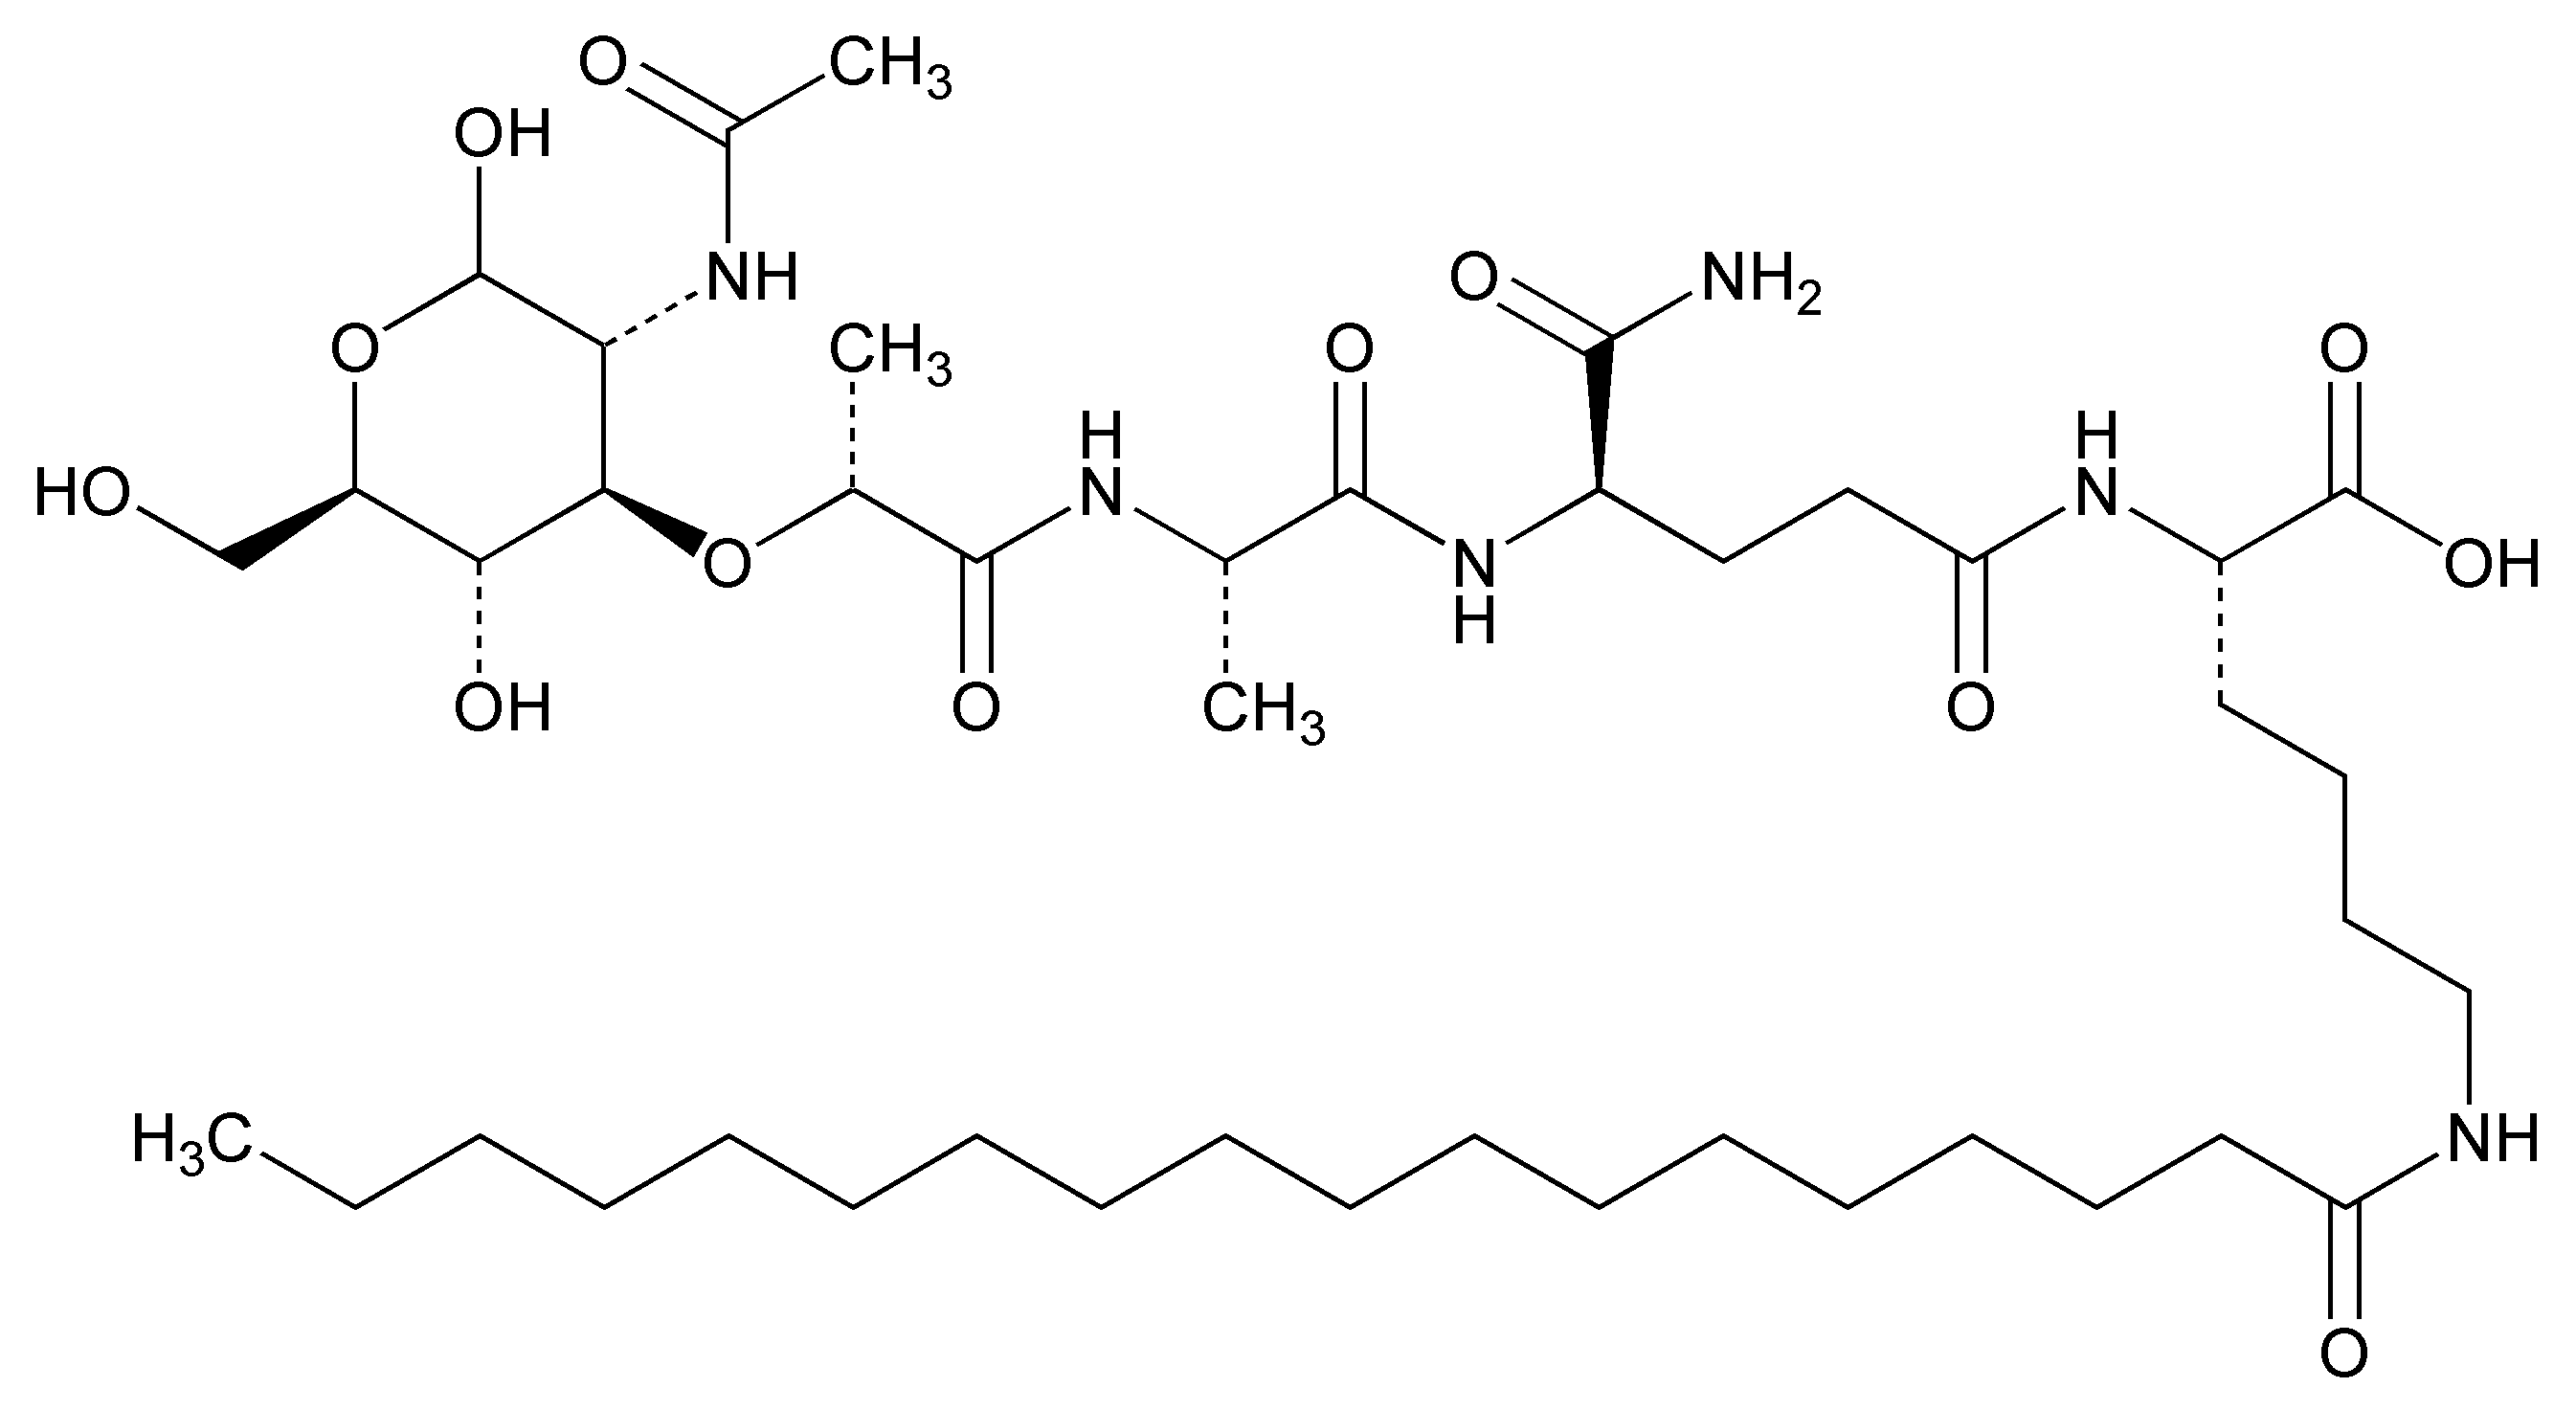 O CH3
OH
NH
O NH2
O CH3 O O
H H
HO N N
O N OH
H
OH O CH3 O
H3C NH
O